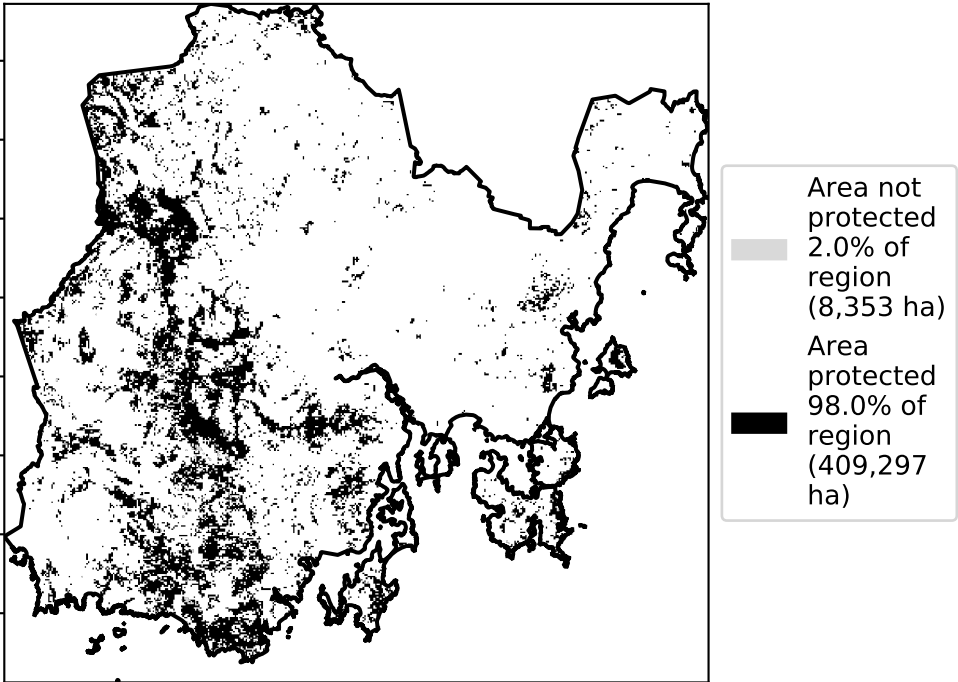 Area not
protected
2.0% of
region
(8,353 ha)
Area
protected
98.0% of
region
(409,297
ha)